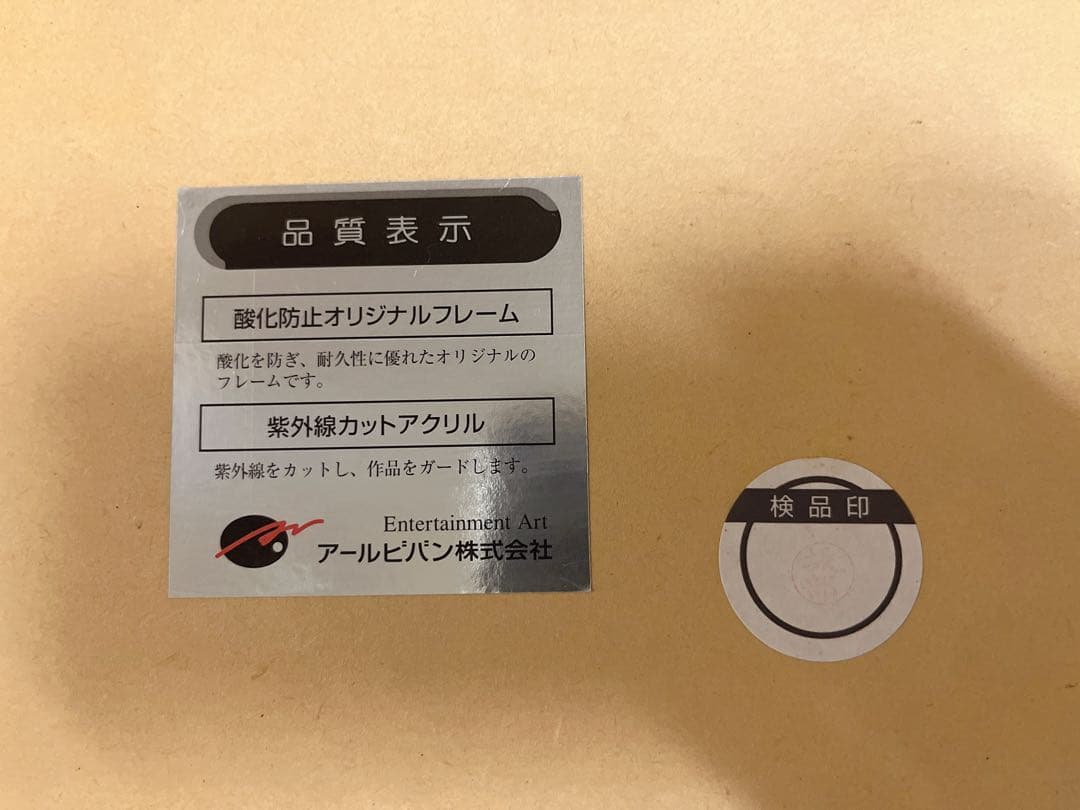 品質表示
酸化防止オリジナルフレーム
酸化を防ぎ、耐久性に優れたオリジナルの
フレームです。
紫外線カットアクリル
紫外線をカットし、作品をガードします。
Entertainment Art
アールビバン株式会社
検品印